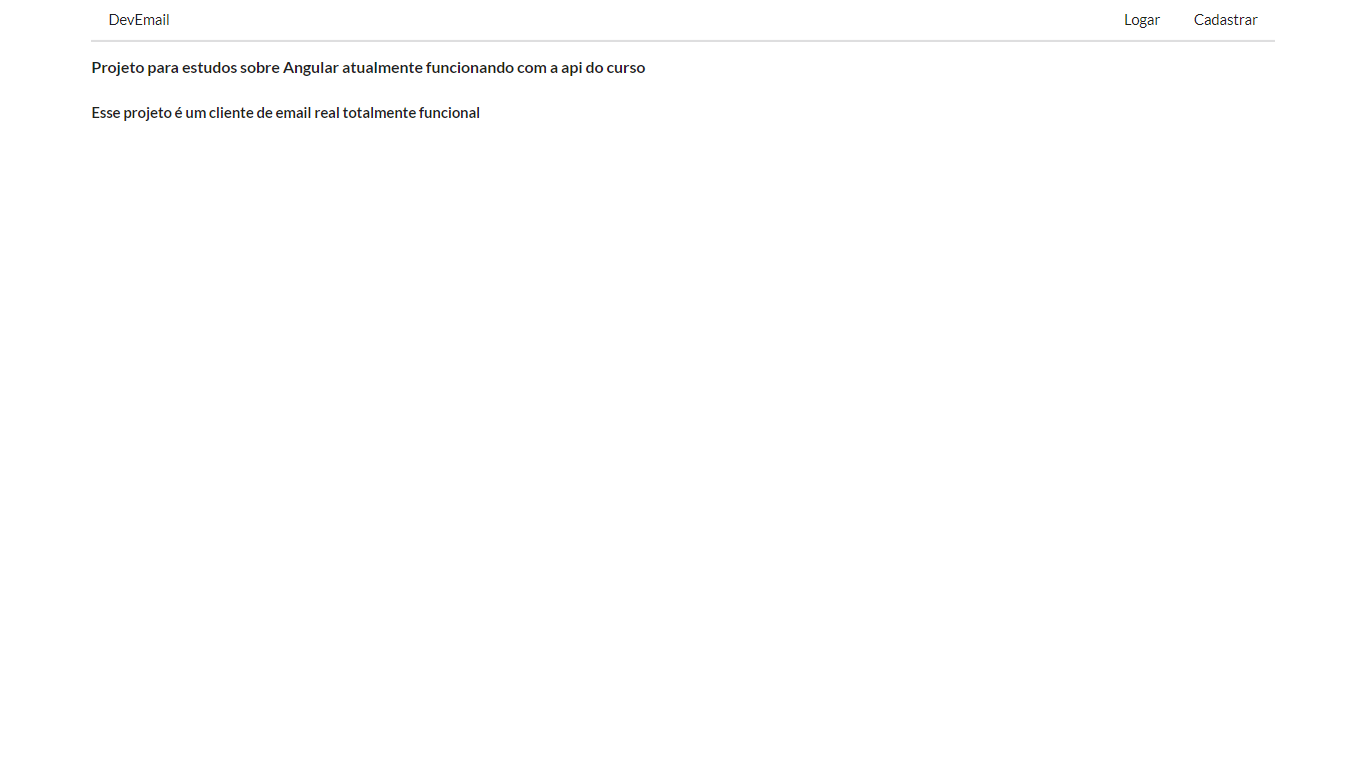 DevEmail Logar Cadastrar
Projeto para estudos sobre Angular atualmente funcionando com a api do curso
Esse projeto é um cliente de email real totalmente funcional